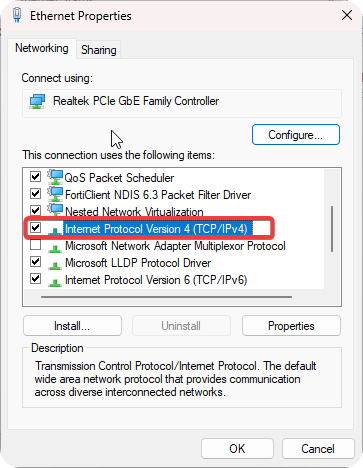 Ethernet Properties
Networking
Sharing
Connect using:
Realtek PCIe GbE Family Controller
Configure...
This connection uses the following items:
QoS Packet Scheduler
FortiClient NDIS 6.3 Packet Filter Driver
Nested Network Virtualization
Internet Protocol Version 4 (TCP/IPv4)
Microsoft Network Adapter Multiplexor Protocol
Microsoft LLDP Protocol Driver
Internet Protocol Version 6 (TCP/IPv6)
Install...
Uninstall
Properties
Description
Transmission Control Protocol/Internet Protocol. The default
wide area network protocol that provides communication
across diverse interconnected networks.
OK
Cancel